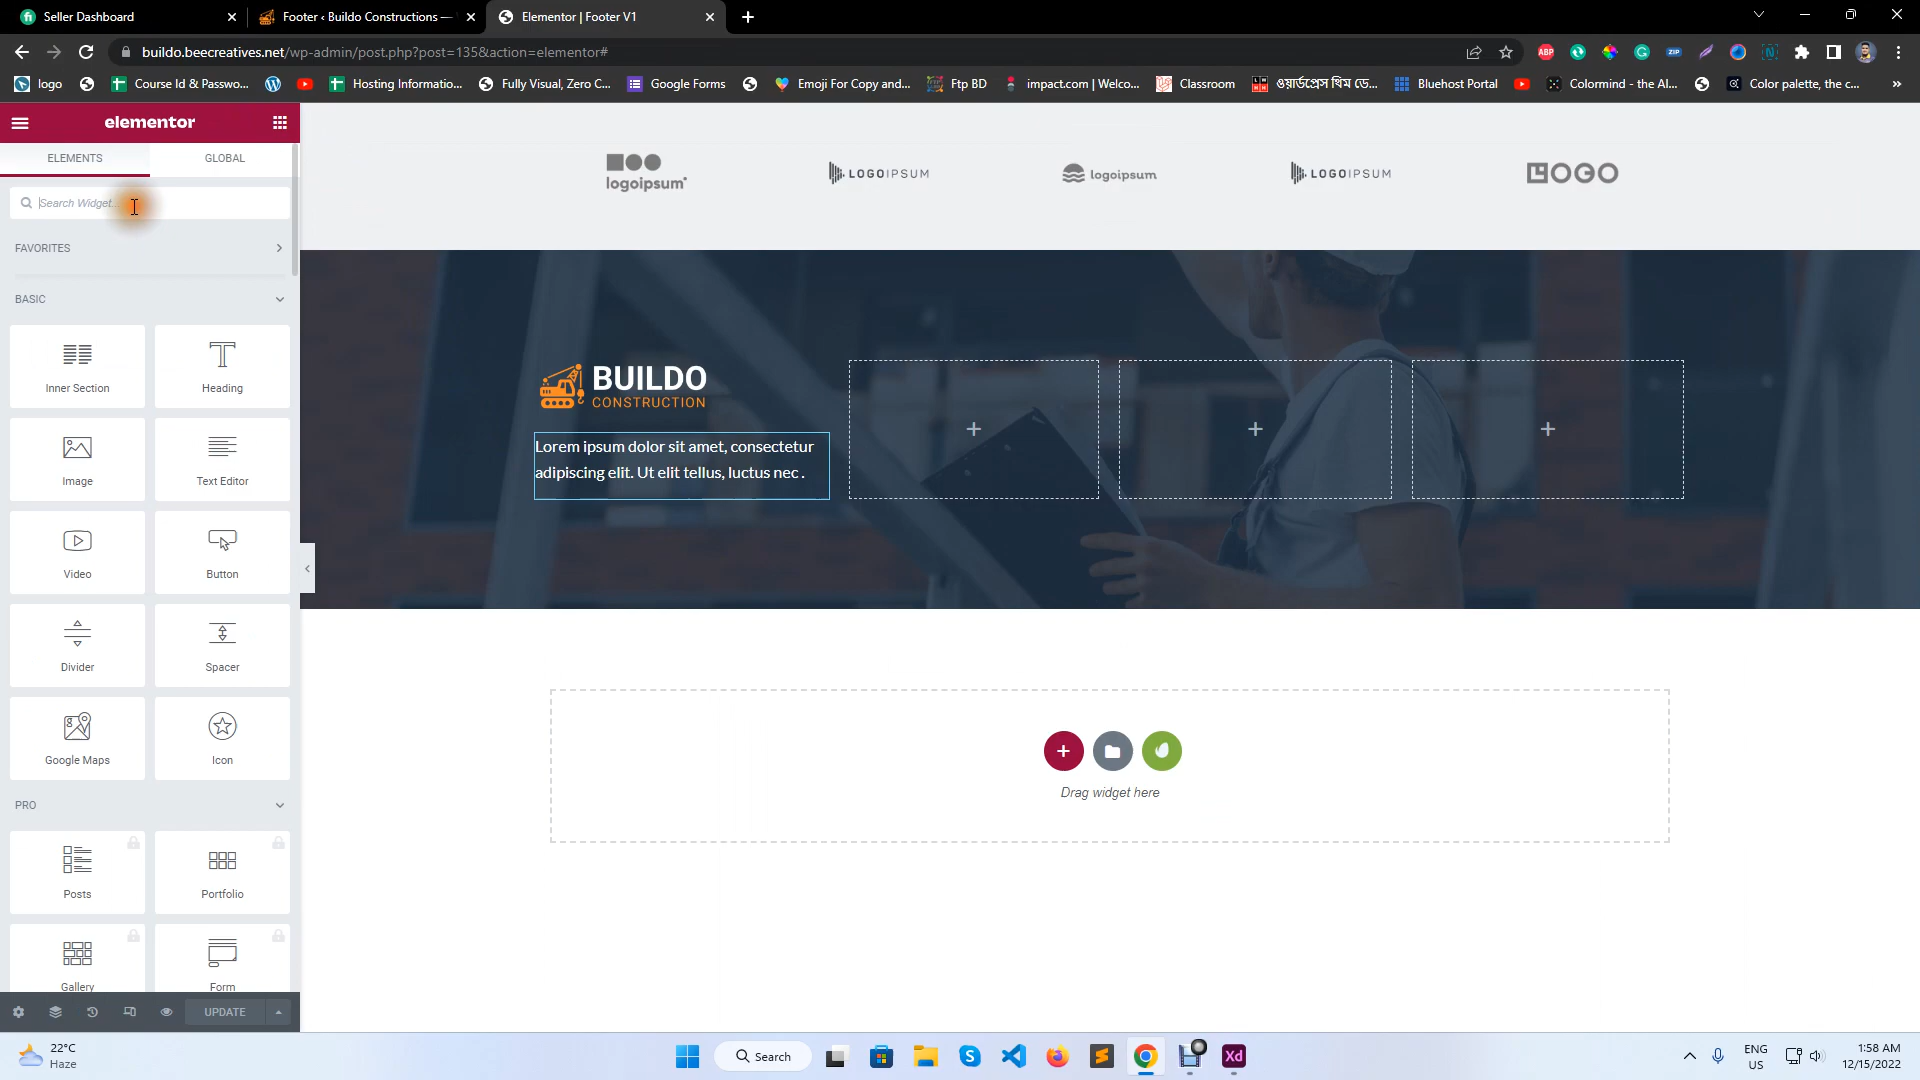 Seller Dashboard
Footer ‹ Buildo Constructions —
Elementor | Footer V1
buildo.beecreatives.net/wp-admin/post.php?post=135&action=elementor#
logo
Course Id & Passwo...
Hosting Informatio...
Fully Visual, Zero C...
Google Forms
Emoji For Copy and...
Ftp BD
impact.com | Welco...
Classroom
ওয়ার্ডপ্রেস থিম ডে...
Bluehost Portal
Colormind - the AI...
Color palette, the c...
»
elementor
ELEMENTS
GLOBAL
Search Widget...
FAVORITES
BASIC
Inner Section
Heading
Image
Text Editor
Video
Button
Divider
Spacer
Google Maps
Icon
PRO
Posts
Portfolio
Gallery
Form
UPDATE
logoipsum®
LOGOIPSUM
logoipsum
LOGOIPSUM
LOGO
BUILDO
CONSTRUCTION
Lorem ipsum dolor sit amet, consectetur
adipiscing elit. Ut elit tellus, luctus nec .
Drag widget here
22°C
Haze
Search
Xd
ENG
US
1:58 AM
12/15/2022